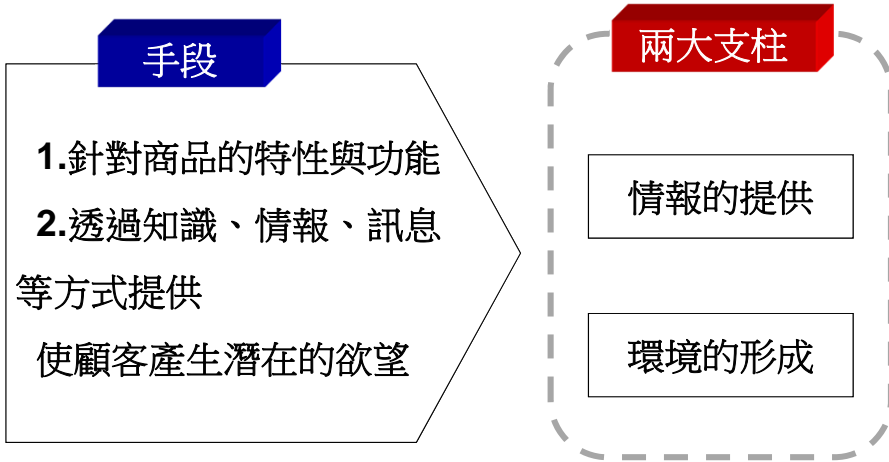 手段
1.針對商品的特性與功能
2.透過知識、情報、訊息
等方式提供
使顧客產生潛在的欲望
兩大支柱
情報的提供
環境的形成